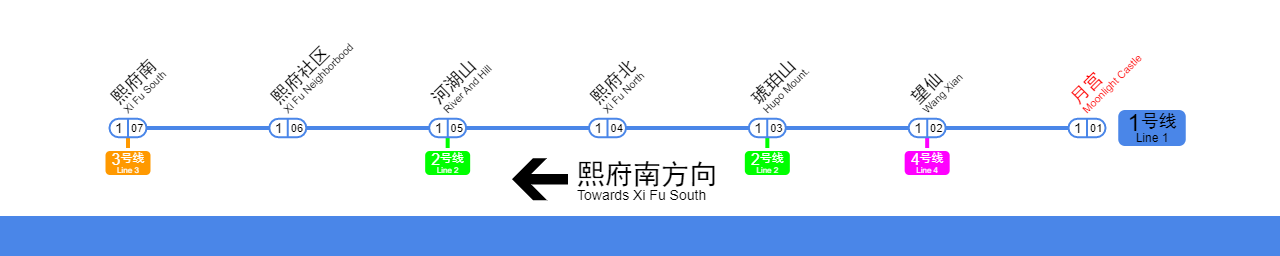 熙府南
Xi Fu South
熙府社区
Xi Fu Neighborbood
河湖山
River And Hill
熙府北
Xi Fu North
琥珀山
Hupo Mount.
望仙
Wang Xian
月宫
Moonlight Castle
1 07
1 06
1 05
1 04
1 03
1 02
1 01
1号线
Line 1
3号线
Line 3
2号线
Line 2
2号线
Line 2
4号线
Line 4
熙府南方向
Towards Xi Fu South